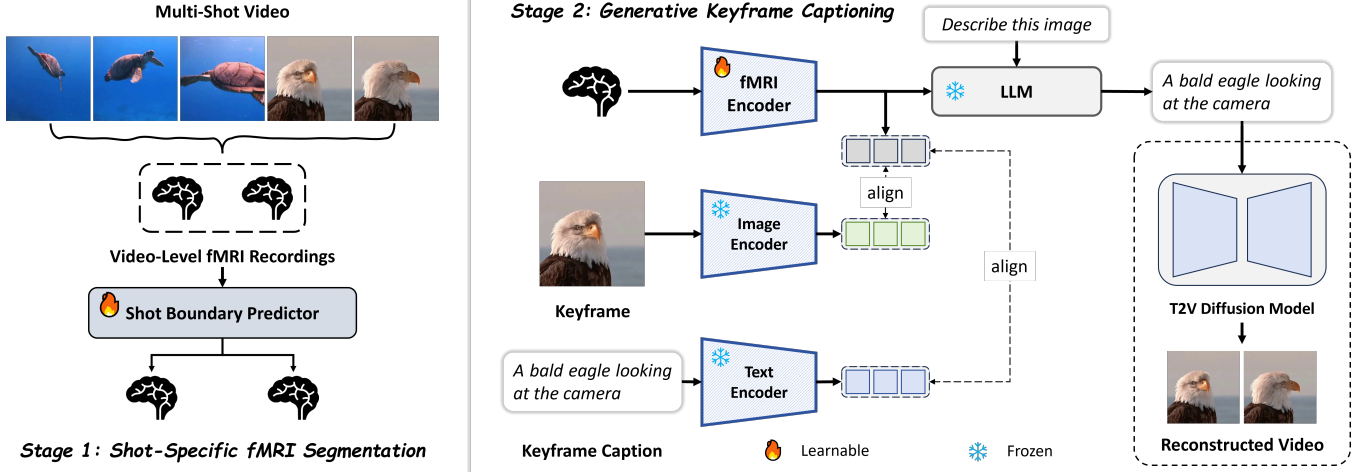 Multi-Shot Video
Video-Level fMRI Recordings
Shot Boundary Predictor
Stage 1: Shot-Specific fMRI Segmentation
Stage 2: Generative Keyframe Captioning
Describe this image
fMRI
Encoder
LLM
A bald eagle looking
at the camera
align
Image
Encoder
Keyframe
align
T2V Diffusion Model
A bald eagle looking
at the camera
Text
Encoder
Keyframe Caption
Learnable
Frozen
Reconstructed Video